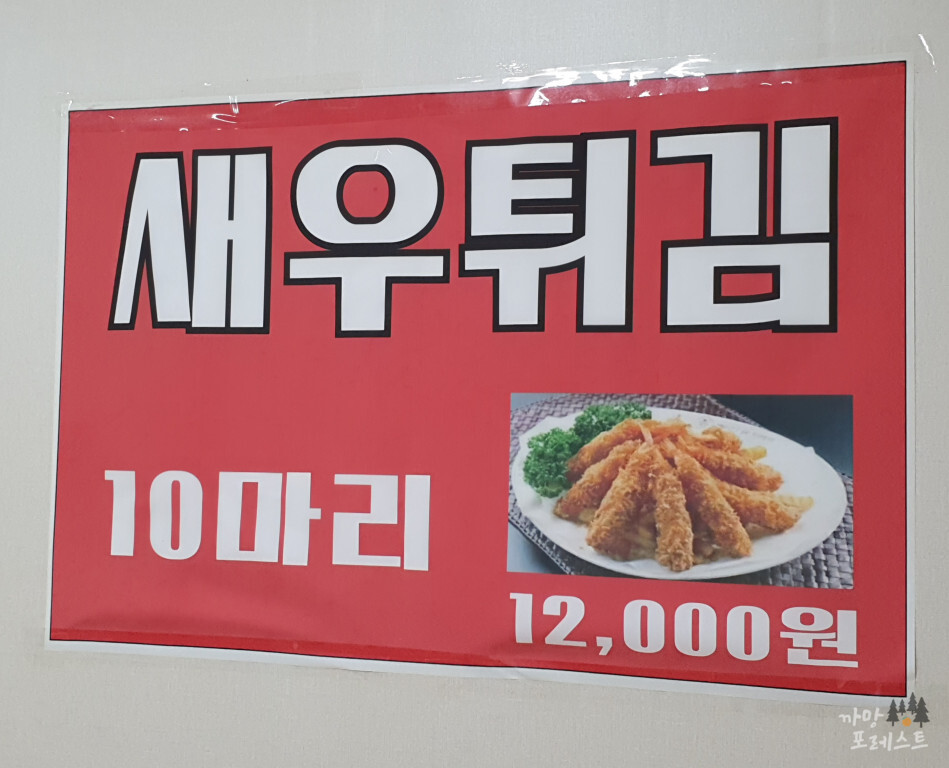 새우튀김
10마리
12,000원
까망
포레스트